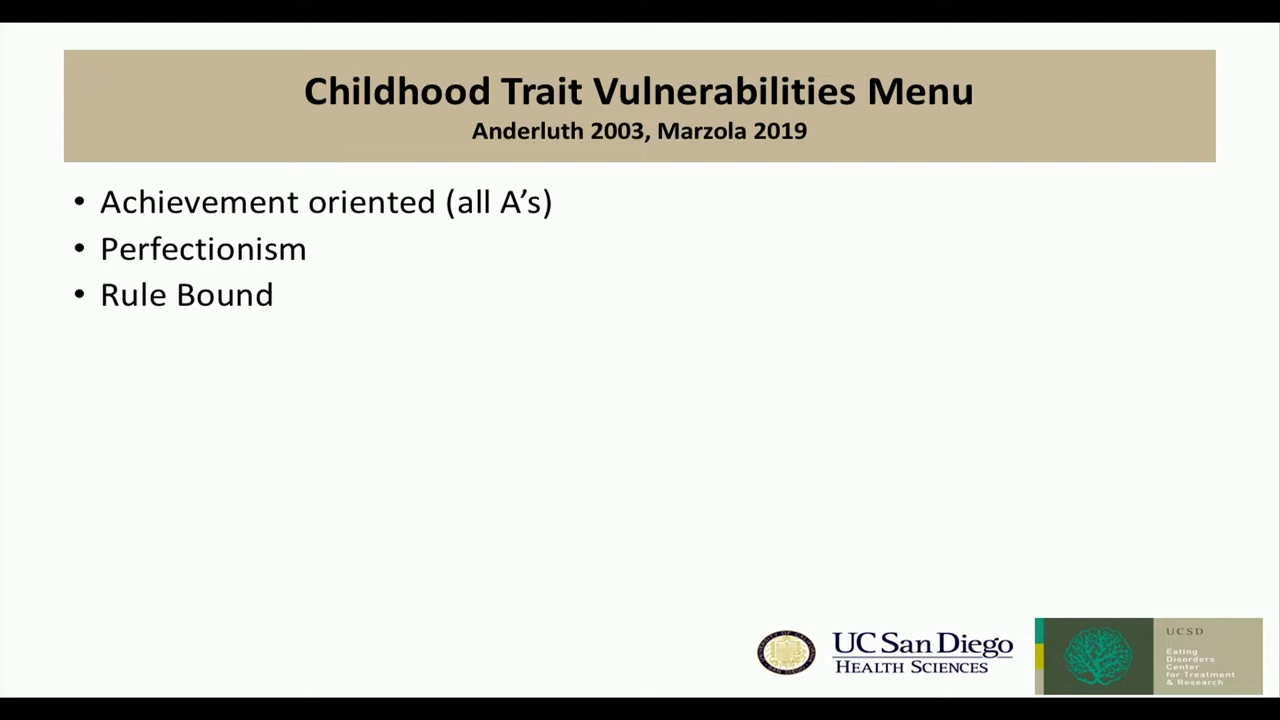 Childhood Trait Vulnerabilities Menu
Anderluth 2003, Marzola 2019
• Achievement oriented (all A’s)
• Perfectionism
• Rule Bound
UC San Diego
HEALTH SCIENCES
UCSD
Eating
Disorders
Center
for Treatment
& Research